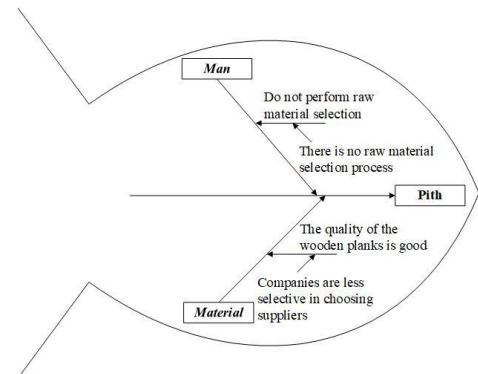 Man
Do not perform raw
material selection
There is no raw material
selection process
Pith
The quality of the
wooden planks is good
Companies are less
selective in choosing
suppliers
Material